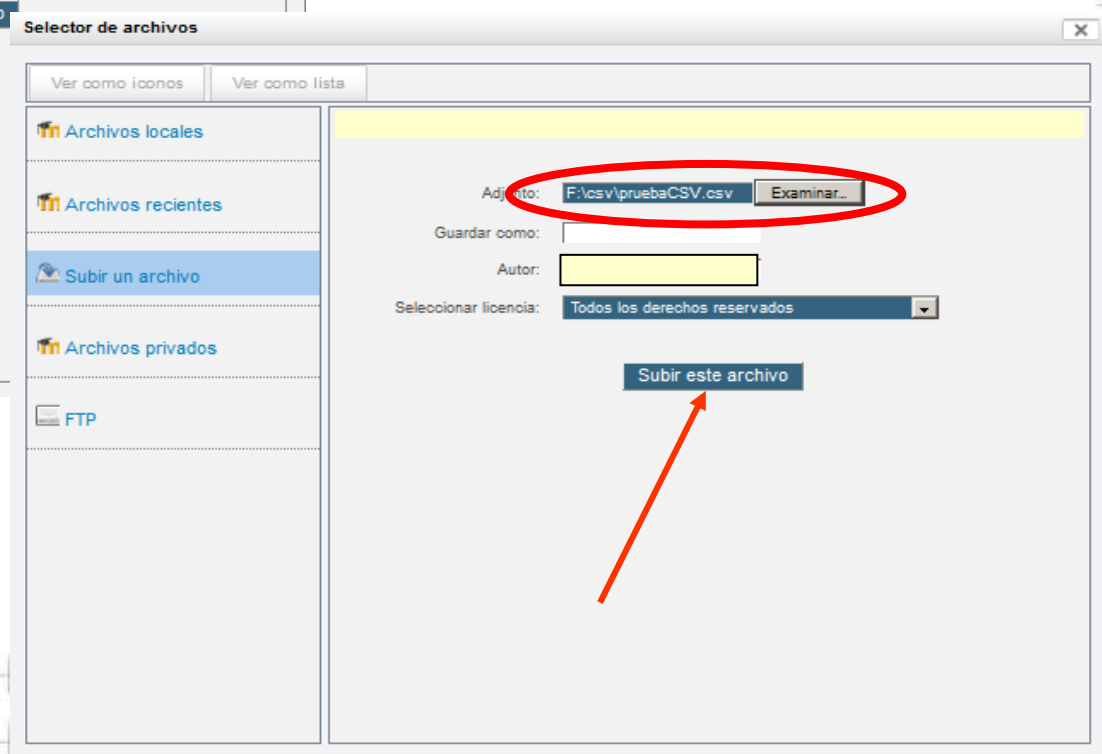 Selector de archivos
Ver como iconos Ver como lista
Archivos locales
Archivos recientes
Subir un archivo
Archivos privados
FTP
Adjunto: F:\csv\pruebaCSV.csv Examinar...
Guardar como:
Autor:
Seleccionar licencia: Todos los derechos reservados
Subir este archivo